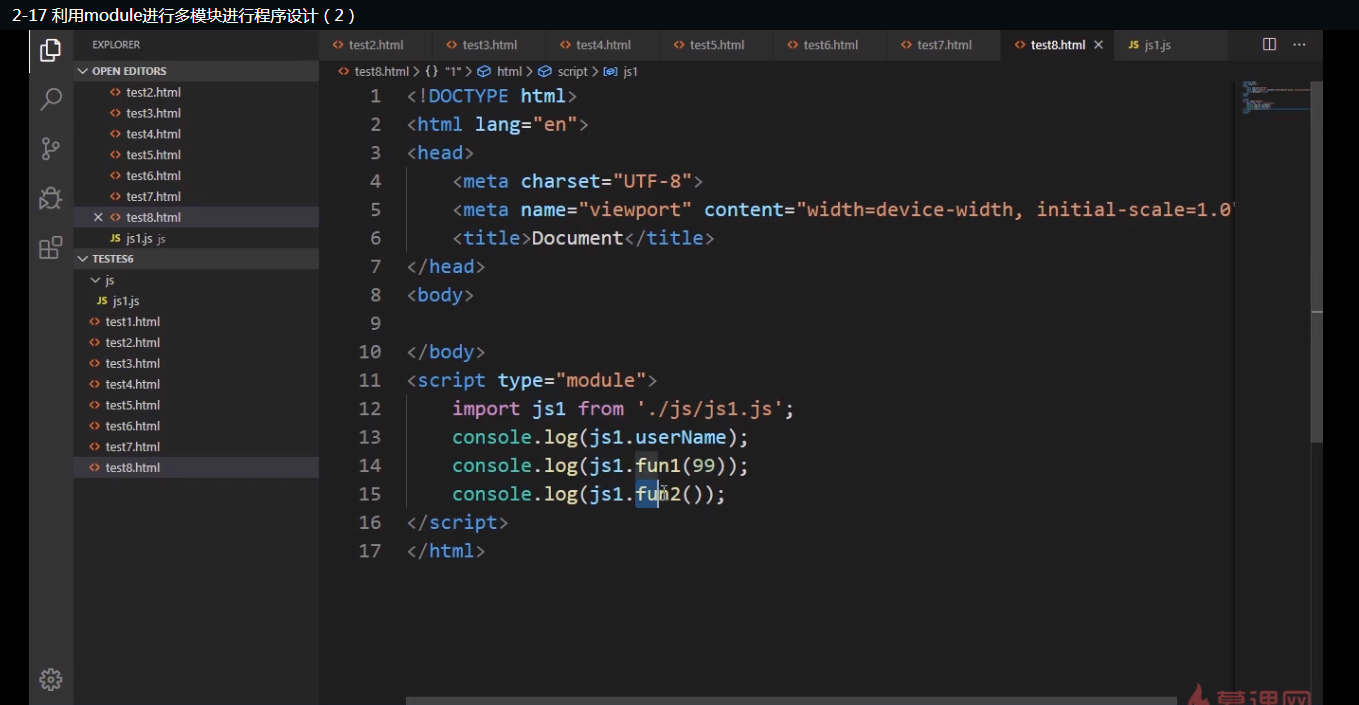 2-17 利用module进行多模块进行程序设计（2）
EXPLORER
OPEN EDITORS
test2.html
test3.html
test4.html
test5.html
test6.html
test7.html
test8.html
JS js1.js js
TESTES6
js
JS js1.js
test1.html
test2.html
test3.html
test4.html
test5.html
test6.html
test7.html
test8.html
test2.html test3.html test4.html test5.html test6.html test7.html test8.html JS js1.js
test8.html > {} "1" > html > script > js1
1 <!DOCTYPE html>
2 <html lang="en">
3 <head>
4 <meta charset="UTF-8">
5 <meta name="viewport" content="width=device-width, initial-scale=1.0"
6 <title>Document</title>
7 </head>
8 <body>
9
10 </body>
11 <script type="module">
12 import js1 from './js/js1.js';
13 console.log(js1.userName);
14 console.log(js1.fun1(99));
15 console.log(js1.fun2());
16 </script>
17 </html>
慕课网